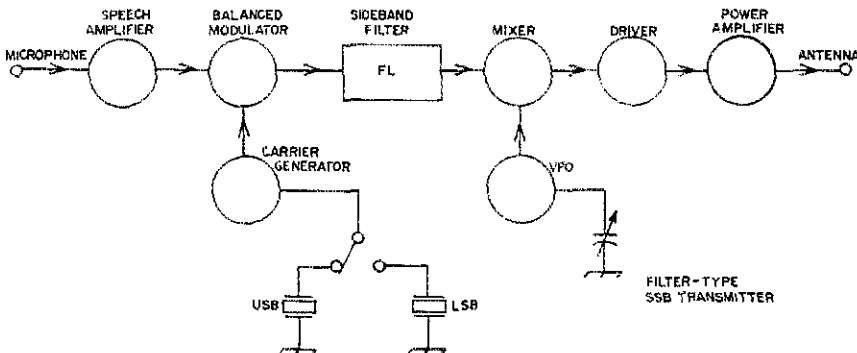 SPEECH
AMPLIFIER
BALANCED
MODULATOR
SIDEBAND
FILTER
MIXER
DRIVER
POWER
AMPLIFIER
MICROPHONE
FL
ANTENNA
CARRIER
GENERATOR
VFO
USB
LSB
FILTER-TYPE
SSB TRANSMITTER